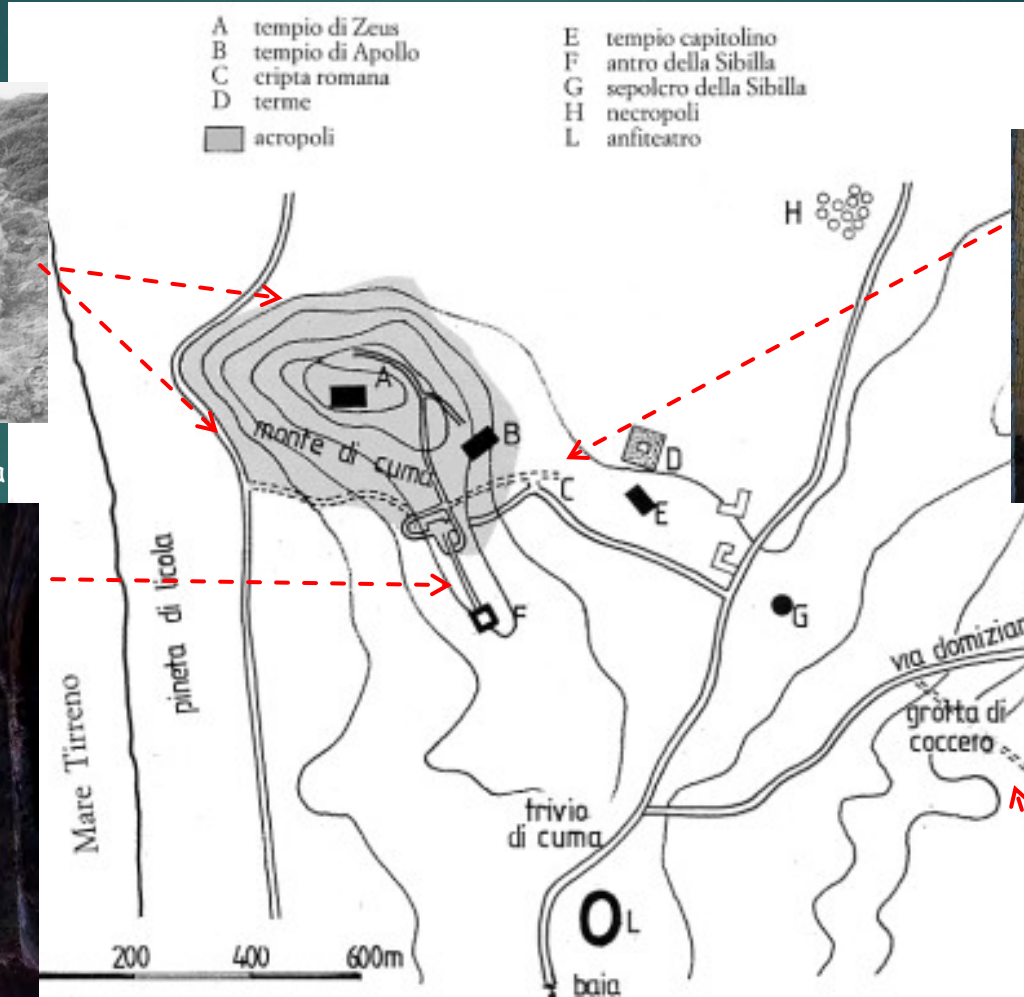 A tempio di Zeus
B tempio di Apollo
C cripta romana
D terme
acropoli
E tempio capitolino
F antro della Sibilla
G sepolcro della Sibilla
H necropoli
L anfiteatro
H
A
monte di cuma
B
D
C
E
F
G
pineta di licola
Mare Tirreno
via domizian
grotta di
cocceto
trivio
di cuma
L
baia
200 400 600m